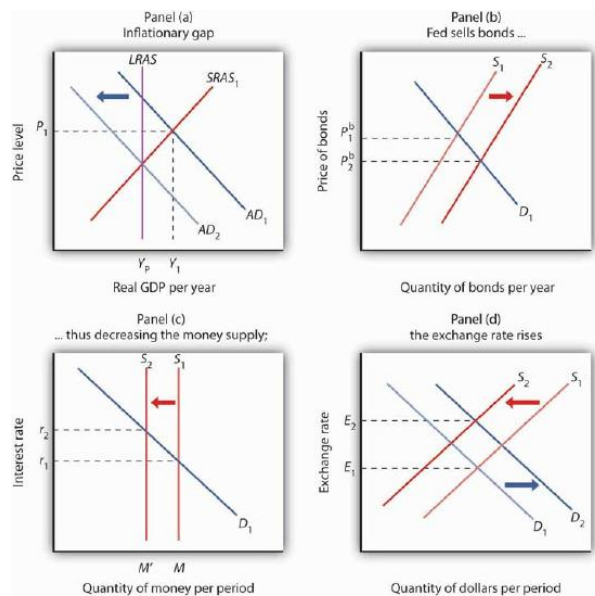 Panel (a)
Inflationary gap
LRAS
SRAS1
P1
Price level
AD2
AD1
YP
Y1
Real GDP per year
Panel (b)
Fed sells bonds ...
S1
S2
Pb1
Pb2
Price of bonds
D1
Quantity of bonds per year
Panel (c)
... thus decreasing the money supply;
S2
S1
r2
r1
Interest rate
D1
M'
M
Quantity of money per period
Panel (d)
the exchange rate rises
S2
S1
E2
E1
Exchange rate
D1
D2
Quantity of dollars per period